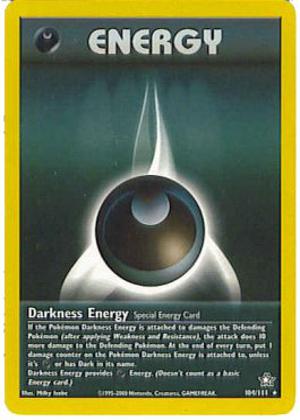 ENERGY
Darkness Energy Special Energy Card
If the Pokémon Darkness Energy is attached to damages the Defending
Pokémon (after applying Weakness and Resistance), the attack does 10
more damage to the Defending Pokémon. At the end of every turn, put 1
damage counter on the Pokémon Darkness Energy is attached to, unless
it's or has Dark in its name.
Darkness Energy provides Energy. (Doesn't count as a basic
Energy card.)
Illus. Milky Isobe ©1995-2000 Nintendo, Creatures, GAMEFREAK. 104/111 ★